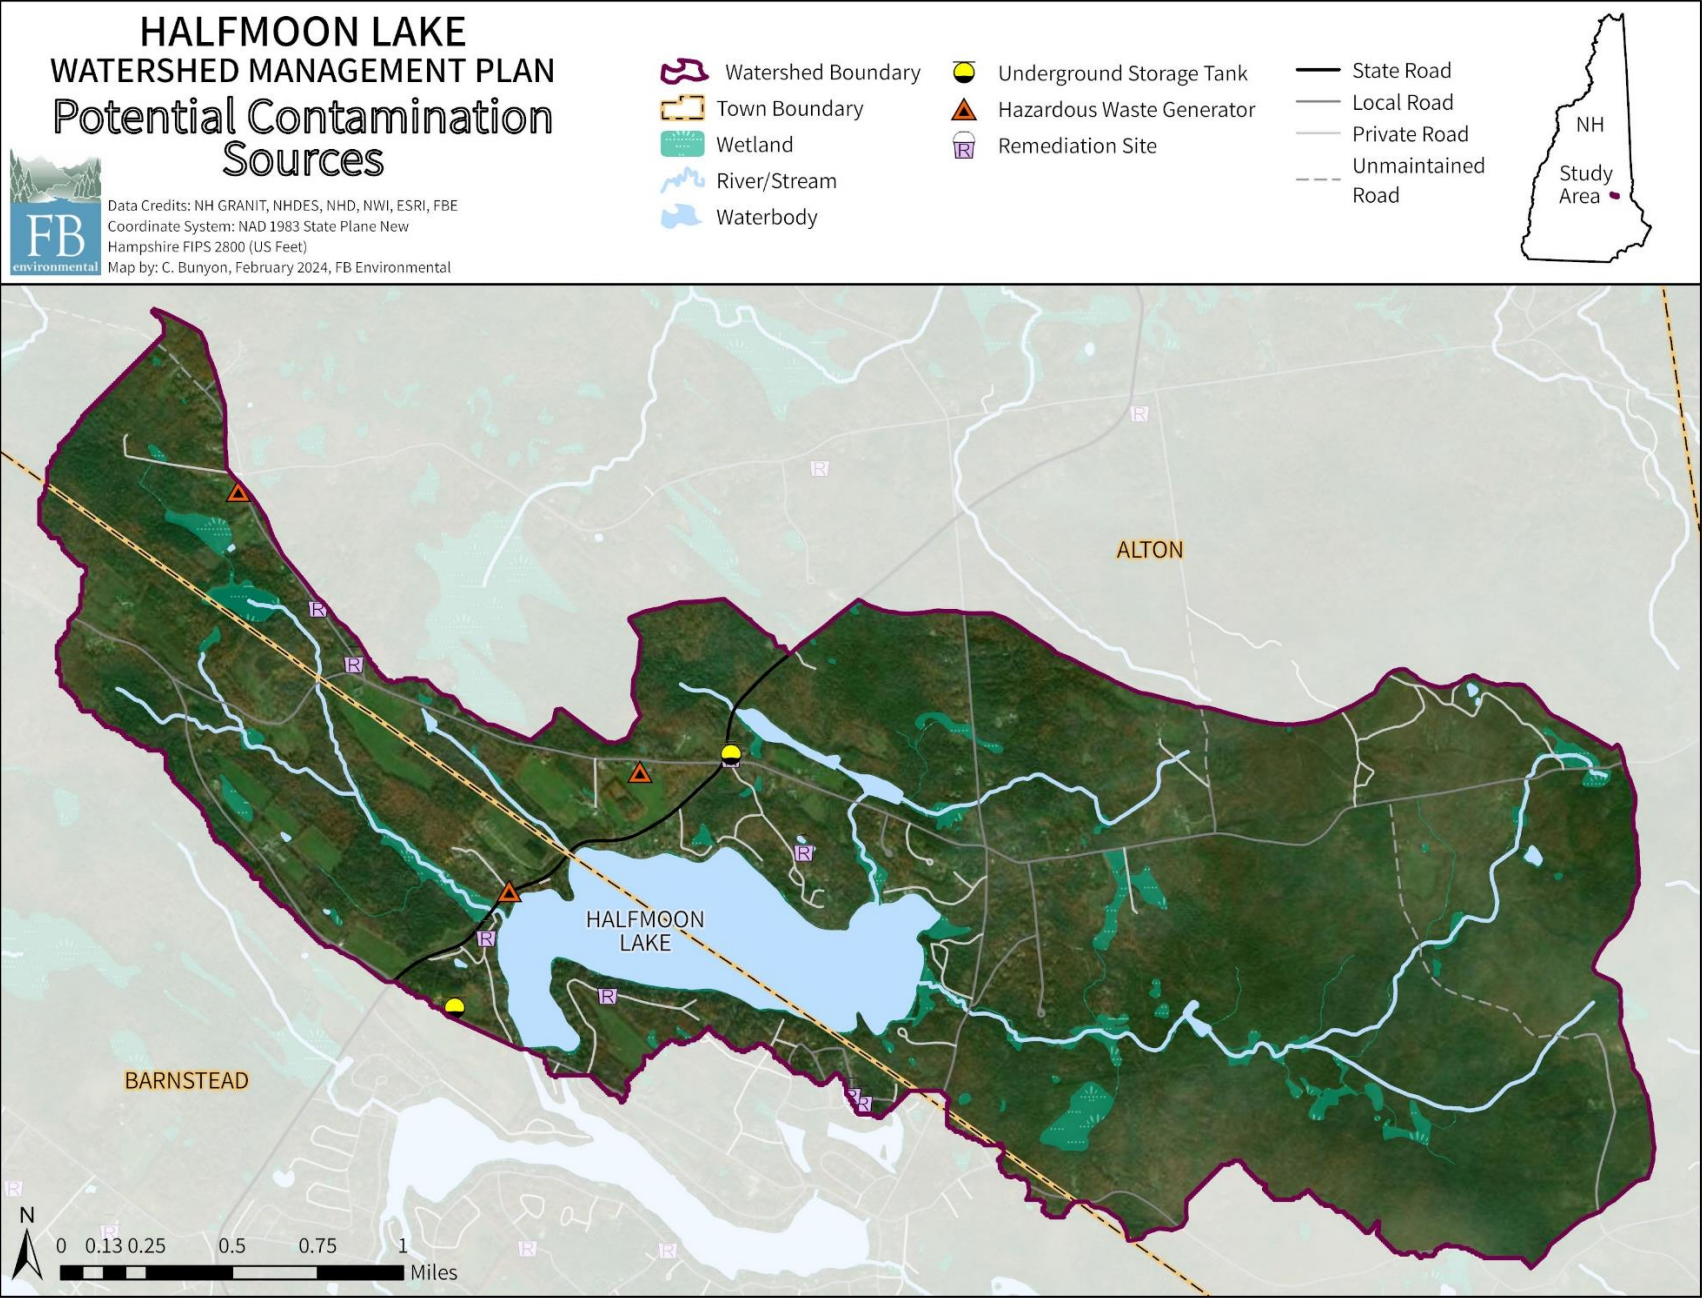 HALFMOON LAKE
WATERSHED MANAGEMENT PLAN
Potential Contamination
Sources
FB
environmental
Data Credits: NH GRANIT, NHDES, NHD, NWI, ESRI, FBE
Coordinate System: NAD 1983 State Plane New
Hampshire FIPS 2800 (US Feet)
Map by: C. Bunyon, February 2024, FB Environmental
Watershed Boundary
Town Boundary
Wetland
River/Stream
Waterbody
Underground Storage Tank
Hazardous Waste Generator
R
Remediation Site
State Road
Local Road
Private Road
Unmaintained
Road
NH
Study
Area
R
R
ALTON
R
R
R
HALFMOON
LAKE
R
R
BARNSTEAD
R
R
R
R
R
R
N
0 0.13 0.25 0.5 0.75 1
Miles